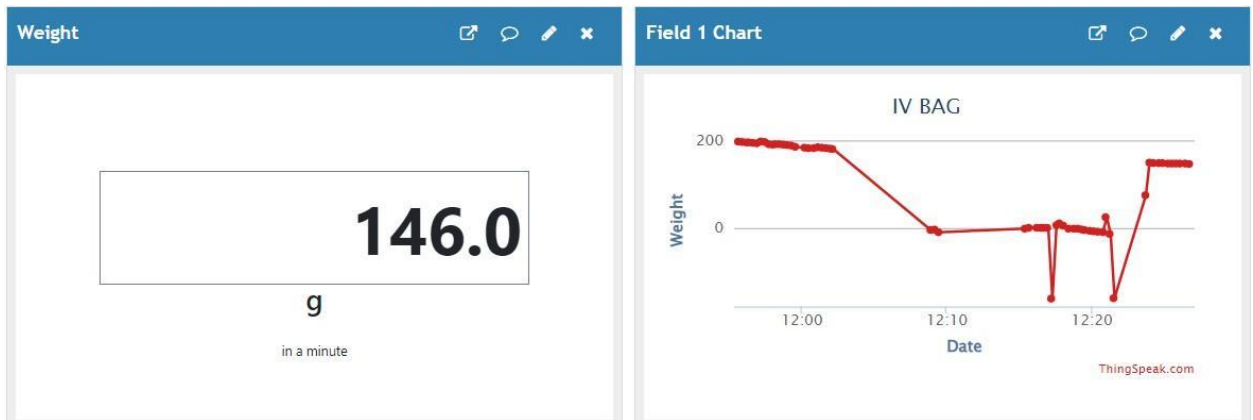 Weight
146.0
g
in a minute
Field 1 Chart
IV BAG
Weight
200
0
12:00
12:10
12:20
Date
ThingSpeak.com